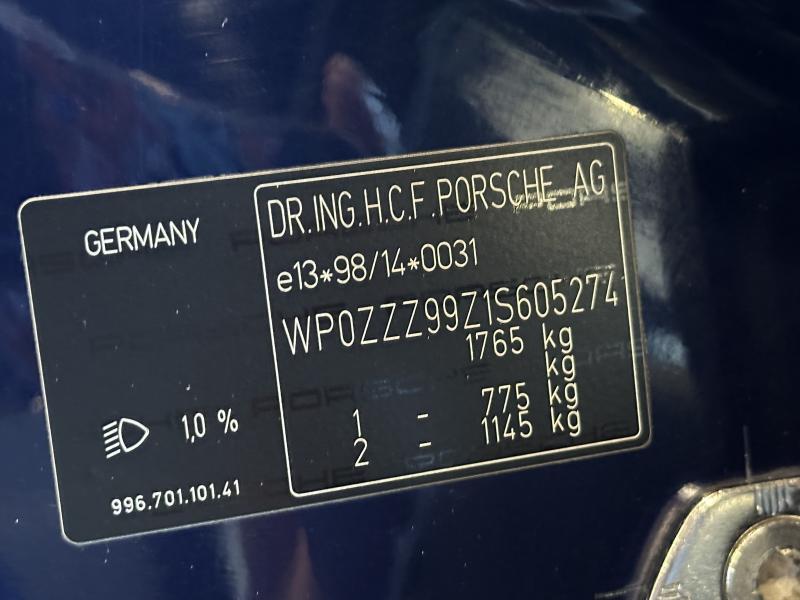 GERMANY
DR.ING.H.C.F.PORSCHE AG
e13*98/14*0031
WP0ZZZ99Z1S605274
1765 kg
kg
1 - 775 kg
2 - 1145 kg
1,0 %
996.701.101.41